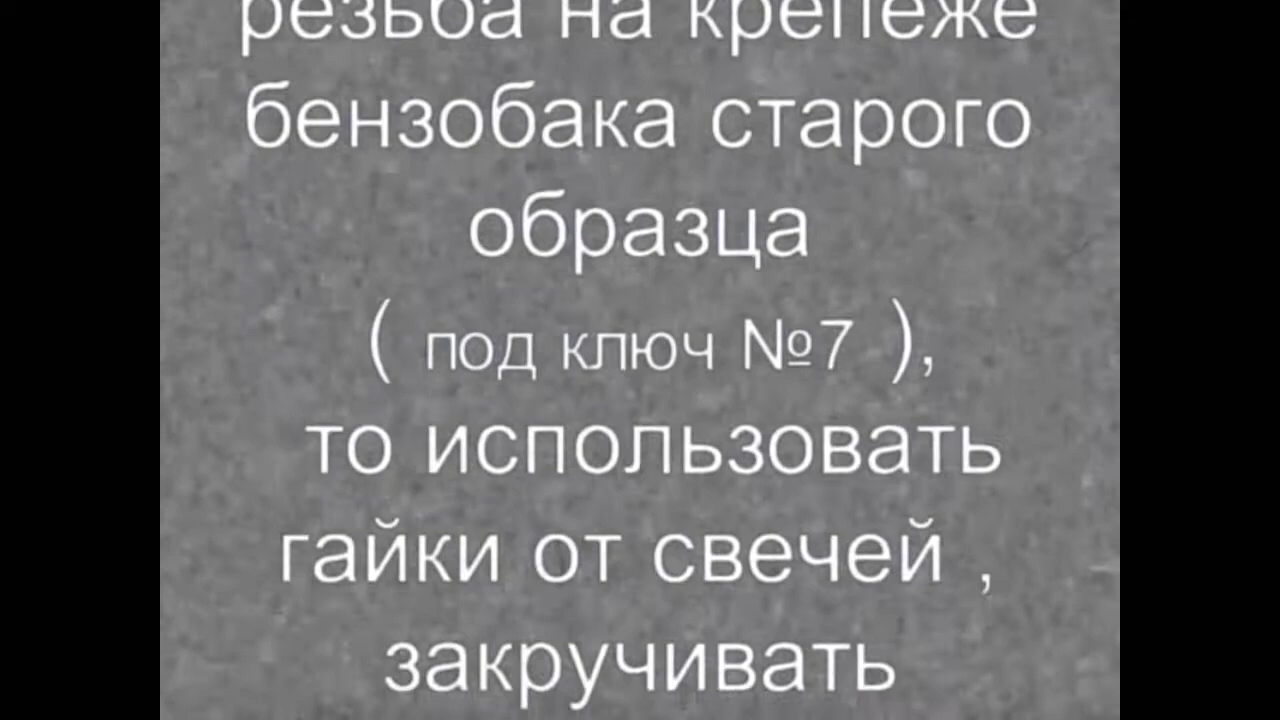 резьба на крепеже
бензобака старого
образца
( под ключ №7 ),
то использовать
гайки от свечей ,
закручивать